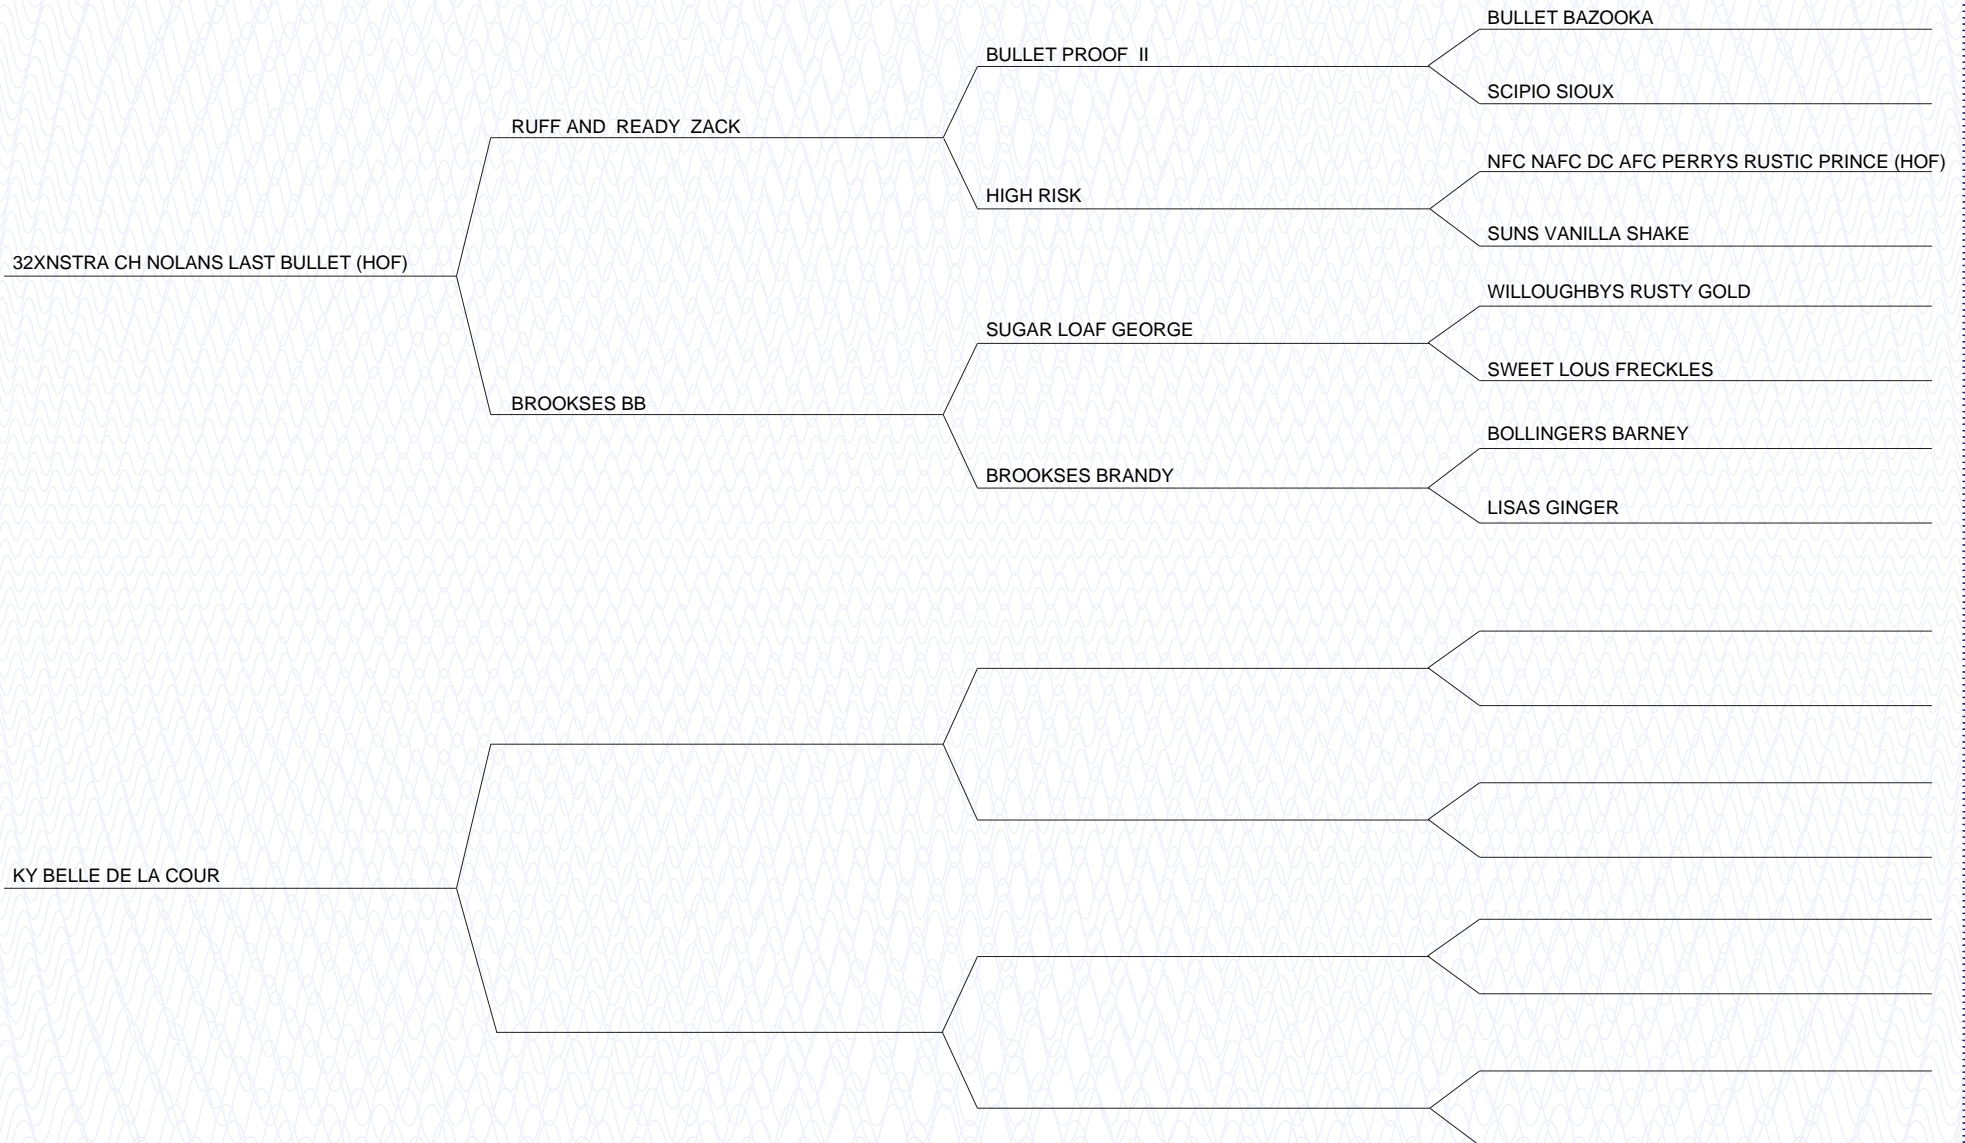 BULLET BAZOOKA
BULLET PROOF  II
SCIPIO SIOUX
RUFF AND  READY  ZACK
NFC NAFC DC AFC PERRYS RUSTIC PRINCE (HOF)
HIGH RISK
SUNS VANILLA SHAKE
32XNSTRA CH NOLANS LAST BULLET (HOF)
WILLOUGHBYS RUSTY GOLD
SUGAR LOAF GEORGE
SWEET LOUS FRECKLES
BROOKSES BB
BOLLINGERS BARNEY
BROOKSES BRANDY
LISAS GINGER
KY BELLE DE LA COUR